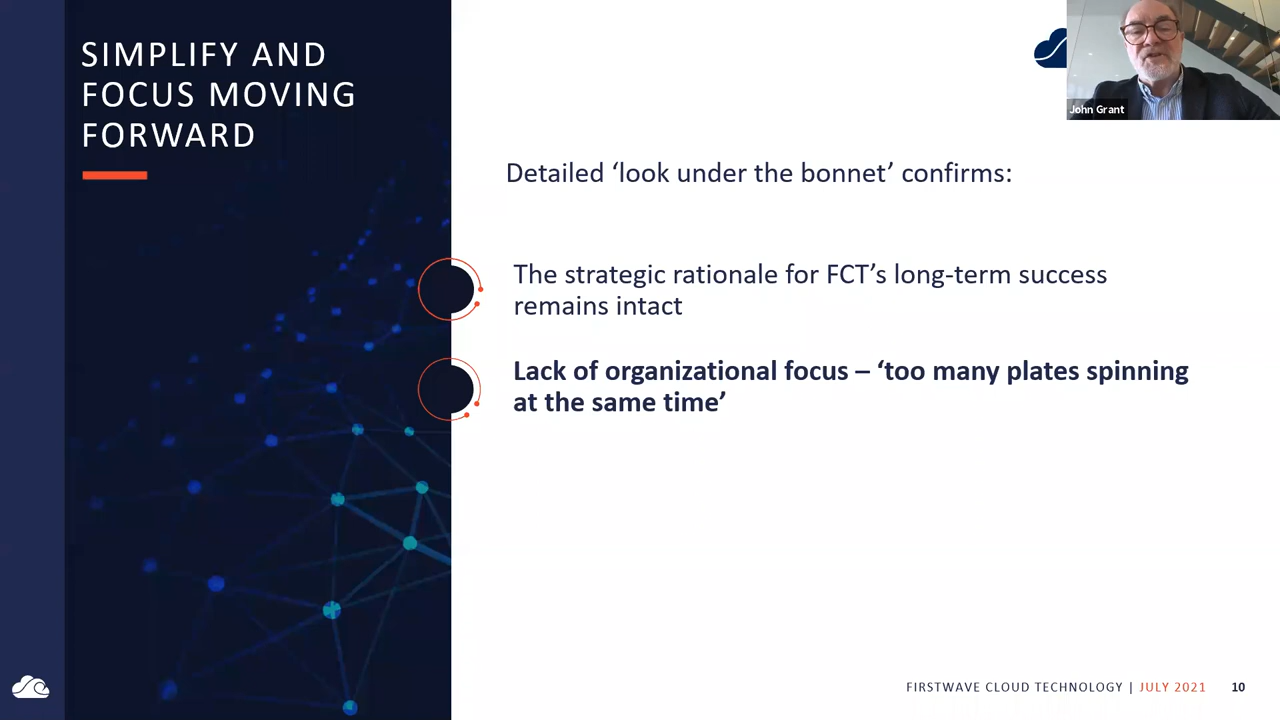 SIMPLIFY AND
FOCUS MOVING
FORWARD
John Grant
Detailed ‘look under the bonnet’ confirms:
The strategic rationale for FCT’s long-term success
remains intact
Lack of organizational focus – ‘too many plates spinning
at the same time’
FIRSTWAVE CLOUD TECHNOLOGY | JULY 2021 10